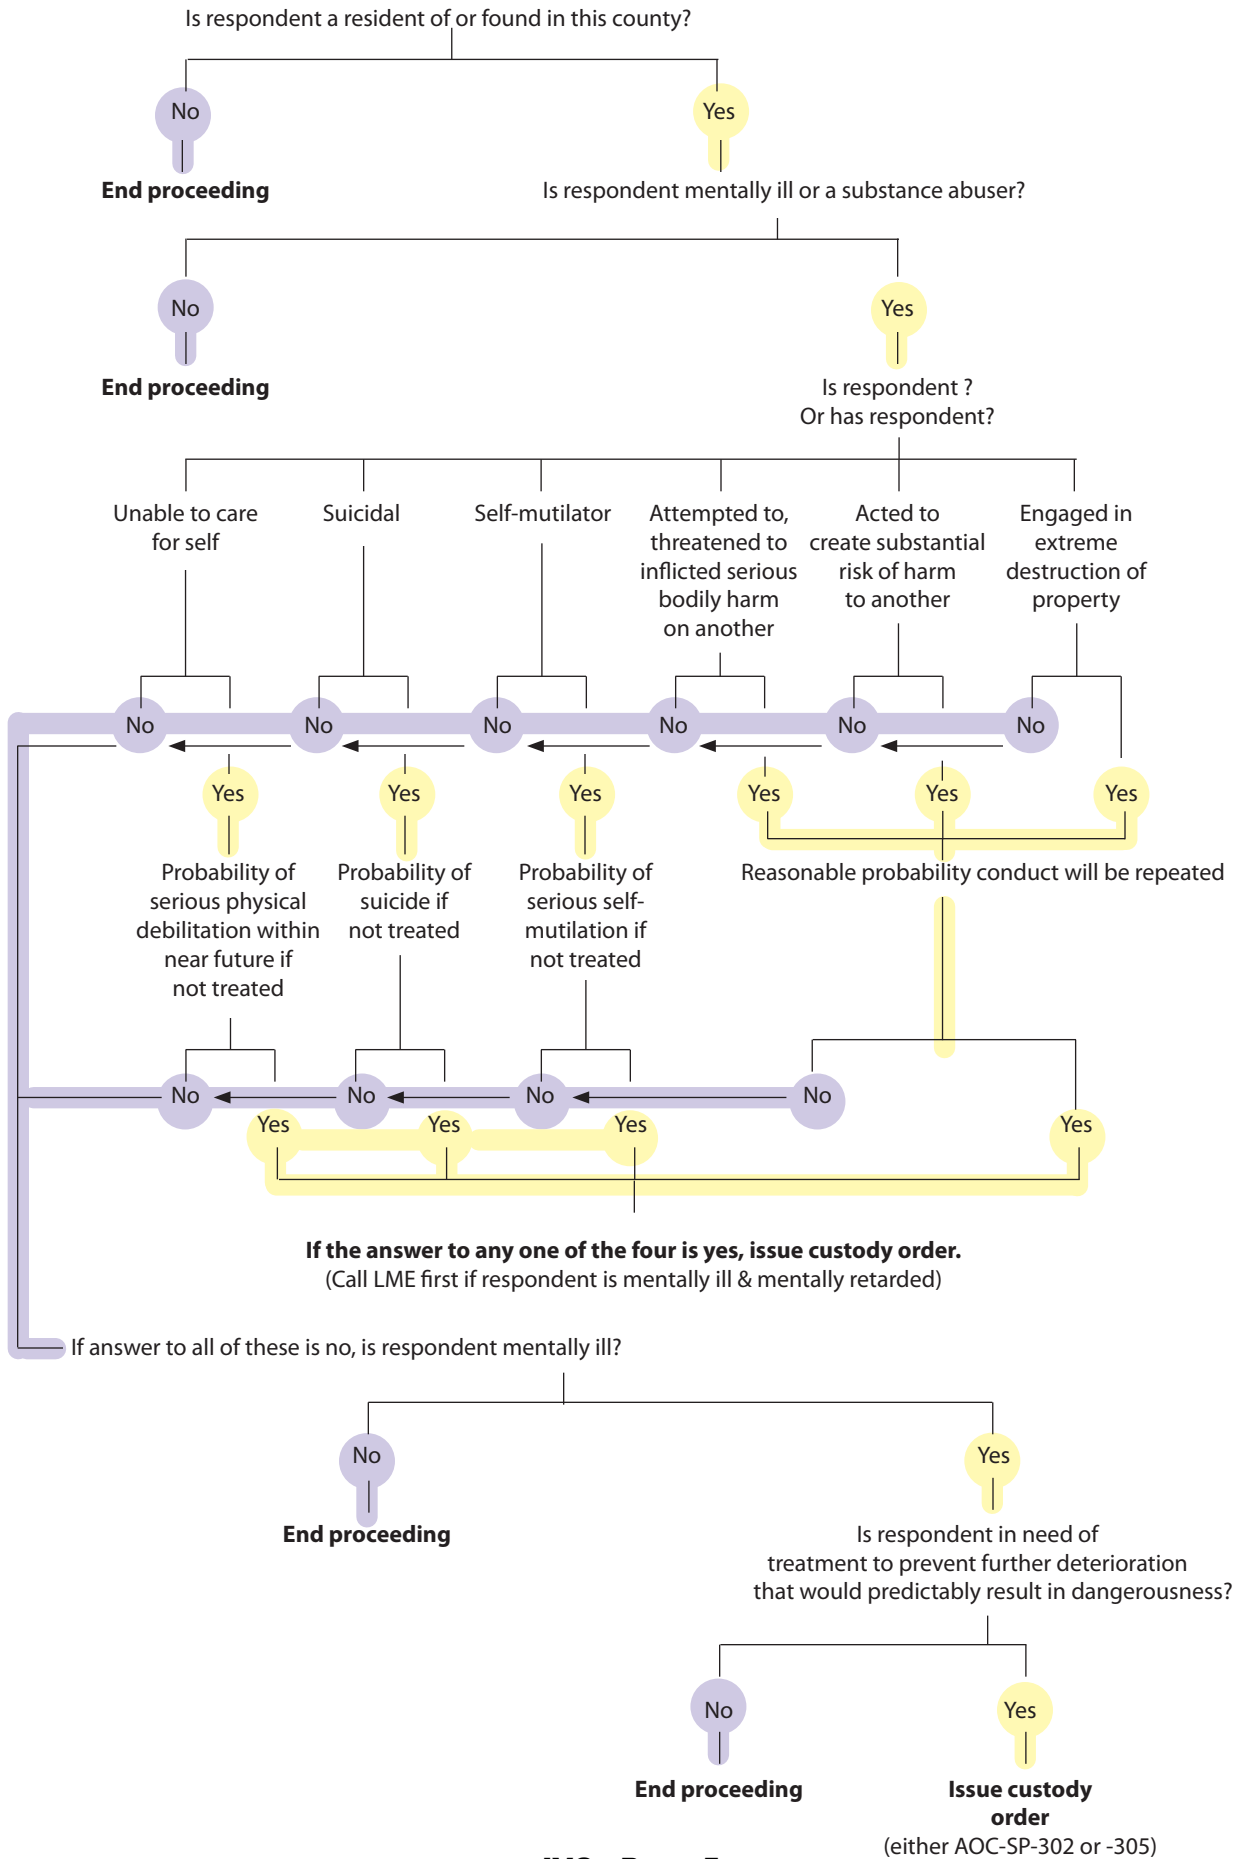 Is respondent a resident of or found in this county?
No
Yes
End proceeding
Is respondent mentally ill or a substance abuser?
No
Yes
End proceeding
Is respondent ?
Or has respondent?
Unable to care
for self
Suicidal
Self-mutilator
Attempted to,
threatened to
inflicted serious
bodily harm
on another
Acted to
create substantial
risk of harm
to another
Engaged in
extreme
destruction of
property
No
No
No
No
No
No
Yes
Yes
Yes
Yes
Yes
Yes
Probability of
serious physical
debilitation within
near future if
not treated
Probability of
suicide if
not treated
Probability of
serious self-
mutilation if
not treated
Reasonable probability conduct will be repeated
No
No
No
No
Yes
Yes
Yes
Yes
If the answer to any one of the four is yes, issue custody order.
(Call LME first if respondent is mentally ill & mentally retarded)
If answer to all of these is no, is respondent mentally ill?
No
Yes
End proceeding
Is respondent in need of
treatment to prevent further deterioration
that would predictably result in dangerousness?
No
Yes
End proceeding
Issue custody
order
(either AOC-SP-302 or -305)